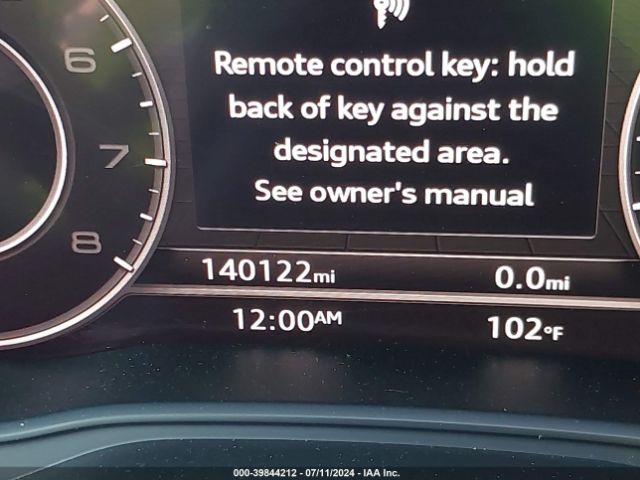 6
7
8
Remote control key: hold
back of key against the
designated area.
See owner's manual
140122mi 0.0mi
12:00AM 102°F
000-39844212 - 07/11/2024 - IAA Inc.